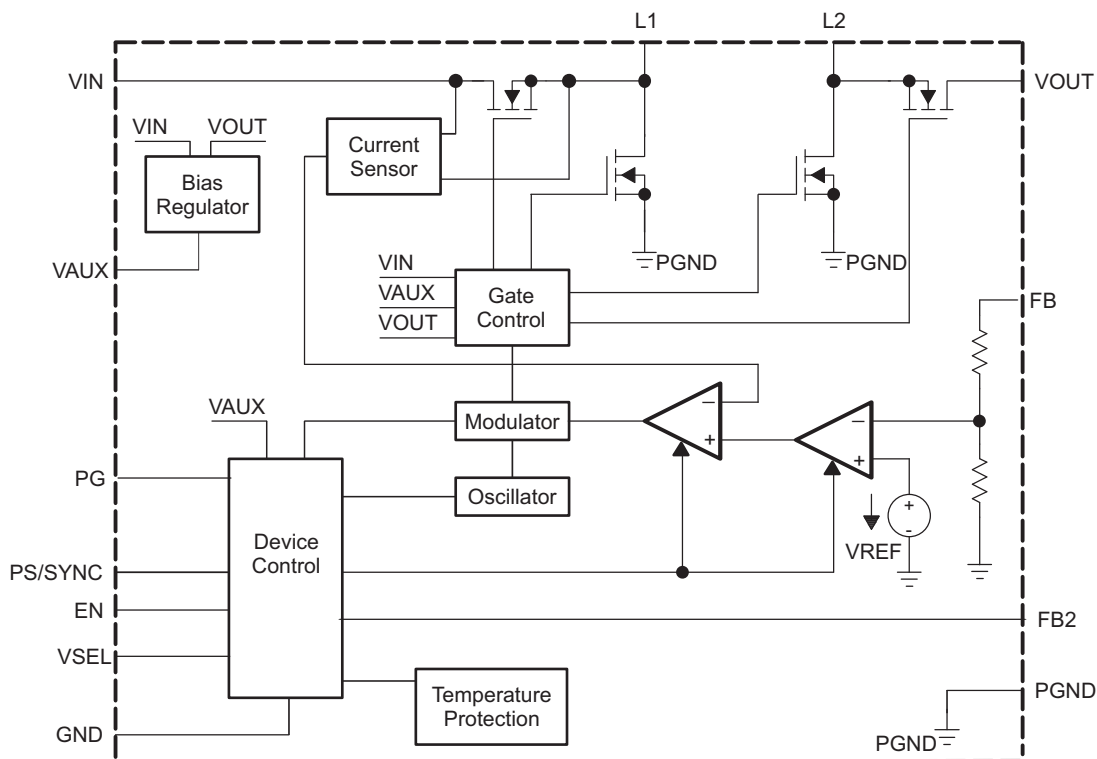 L1
L2
VIN
VOUT
VIN
VOUT
Current
Sensor
Bias
Regulator
VAUX
PGND
PGND
VIN
VAUX
VOUT
Gate
Control
FB
VAUX
Modulator
−
+
−
+
PG
Oscillator
+
-
VREF
Device
Control
PS/SYNC
EN
FB2
VSEL
Temperature
Protection
PGND
GND
PGND